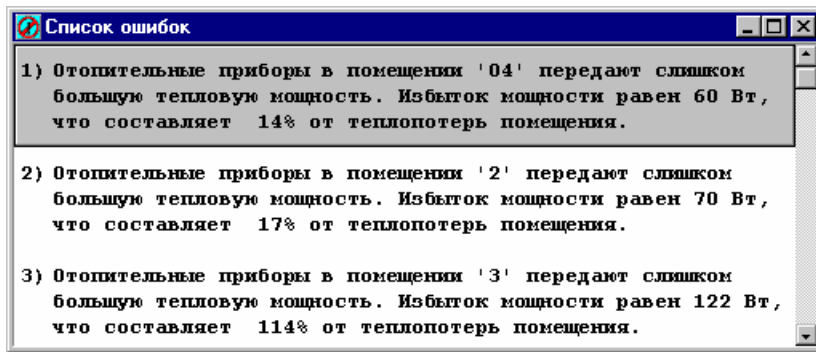 Список ошибок
1) Отопительные приборы в помещении '04' передают слишком
большую тепловую мощность. Избыток мощности равен 60 Вт,
что составляет 14% от теплопотерь помещения.
2) Отопительные приборы в помещении '2' передают слишком
большую тепловую мощность. Избыток мощности равен 70 Вт,
что составляет 17% от теплопотерь помещения.
3) Отопительные приборы в помещении '3' передают слишком
большую тепловую мощность. Избыток мощности равен 122 Вт,
что составляет 114% от теплопотерь помещения.